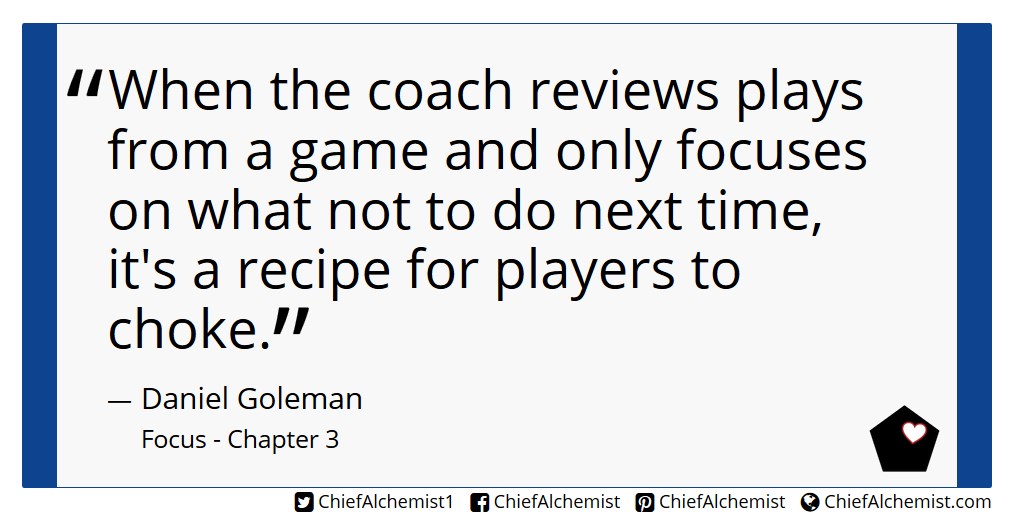 “When the coach reviews plays
from a game and only focuses
on what not to do next time,
it's a recipe for players to
choke.”
— Daniel Goleman
Focus - Chapter 3
ChiefAlchemist1 ChiefAlchemist ChiefAlchemist ChiefAlchemist.com